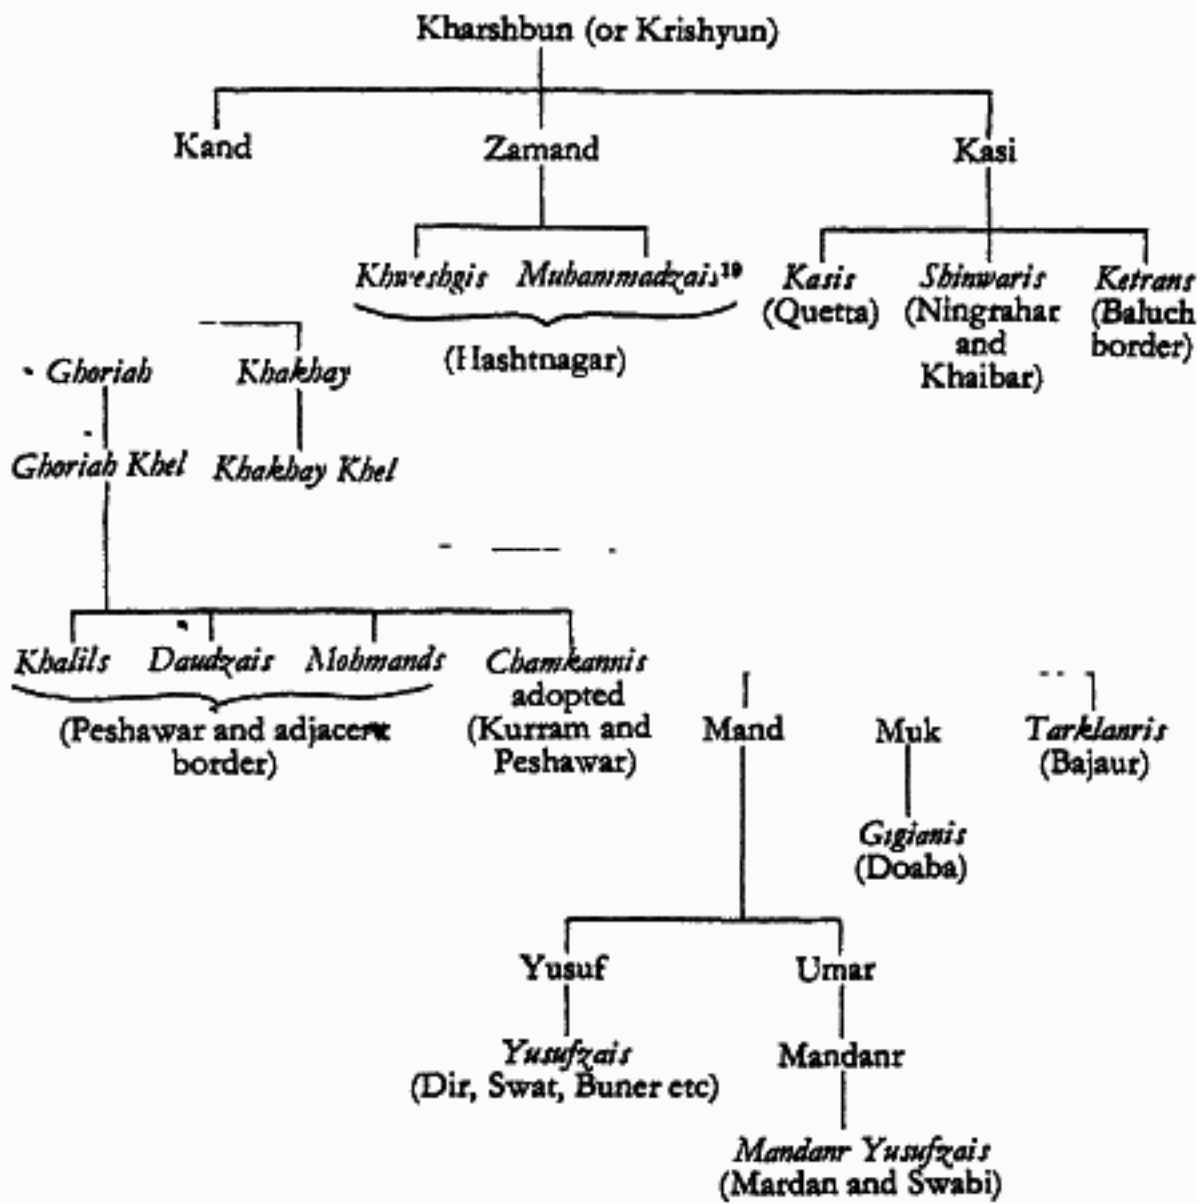 Kharshbun (or Krishyun)
Kand Zamand Kasi
Khweshgis Muhammadzais¹⁹
(Hashtnagar)
Kasis
(Quetta)
Shinwaris
(Ningrahar
and
Khaibar)
Ketrans
(Baluch
border)
Ghoriah Khakhay
Ghoriah Khel Khakhay Khel
Khalils Daudzais Mohmands
(Peshawar and adjacent
border)
Chamkannis
adopted
(Kurram and
Peshawar)
Mand Muk
Tarklanris
(Bajaur)
Gigianis
(Doaba)
Yusuf Umar
Yusufzais
(Dir, Swat, Buner etc)
Mandanr
Mandanr Yusufzais
(Mardan and Swabi)